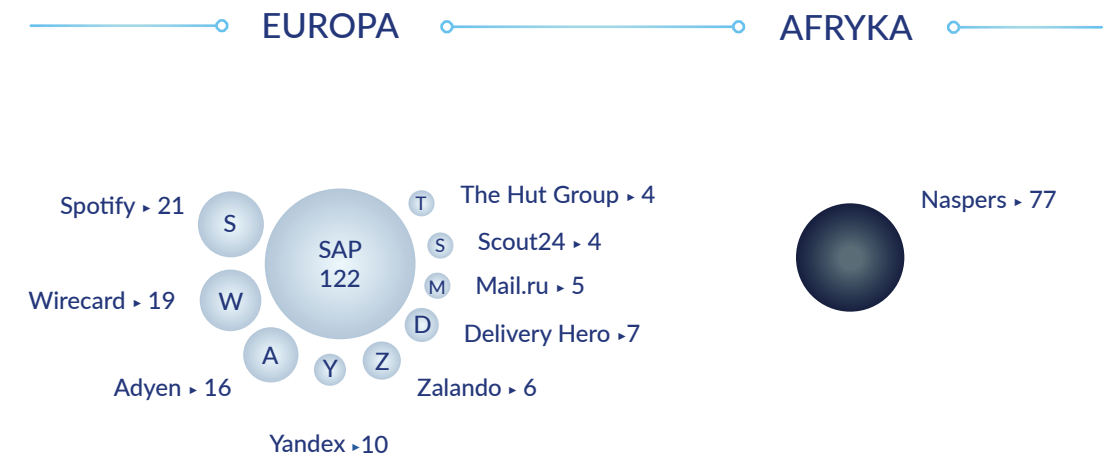 EUROPA
AFRYKA
Spotify ▸ 21
S
SAP
122
T
The Hut Group ▸ 4
Naspers ▸ 77
S
Scout24 ▸ 4
Wirecard ▸ 19
W
M
Mail.ru ▸ 5
D
Delivery Hero ▸7
A
Y
Z
Adyen ▸ 16
Zalando ▸ 6
Yandex ▸10